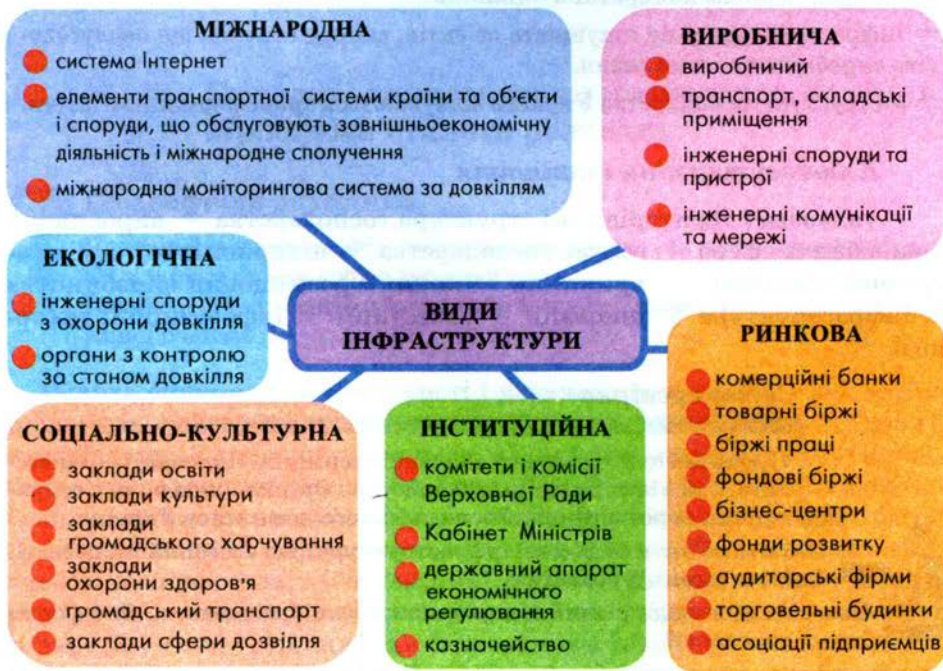 МІЖНАРОДНА
система Інтернет
елементи транспортної системи країни та об'єкти
і споруди, що обслуговують зовнішньоекономічну
діяльність і міжнародне сполучення
міжнародна моніторингова система за довкіллям
ВИРОБНИЧА
виробничий
транспорт, складські
приміщення
інженерні споруди та
пристрої
інженерні комунікації
та мережі
ЕКОЛОГІЧНА
інженерні споруди
з охорони довкілля
органи з контролю
за станом довкілля
ВИДИ
ІНФРАСТРУКТУРИ
РИНКОВА
комерційні банки
товарні біржі
біржі праці
фондові біржі
бізнес-центри
фонди розвитку
аудиторські фірми
торговельні будинки
асоціації підприємців
СОЦІАЛЬНО-КУЛЬТУРНА
заклади освіти
заклади культури
заклади
громадського харчування
заклади
охорони здоров'я
громадський транспорт
заклади сфери дозвілля
ІНСТИТУЦІЙНА
комітети і комісії
Верховної Ради
Кабінет Міністрів
державний апарат
економічного
регулювання
казначейство